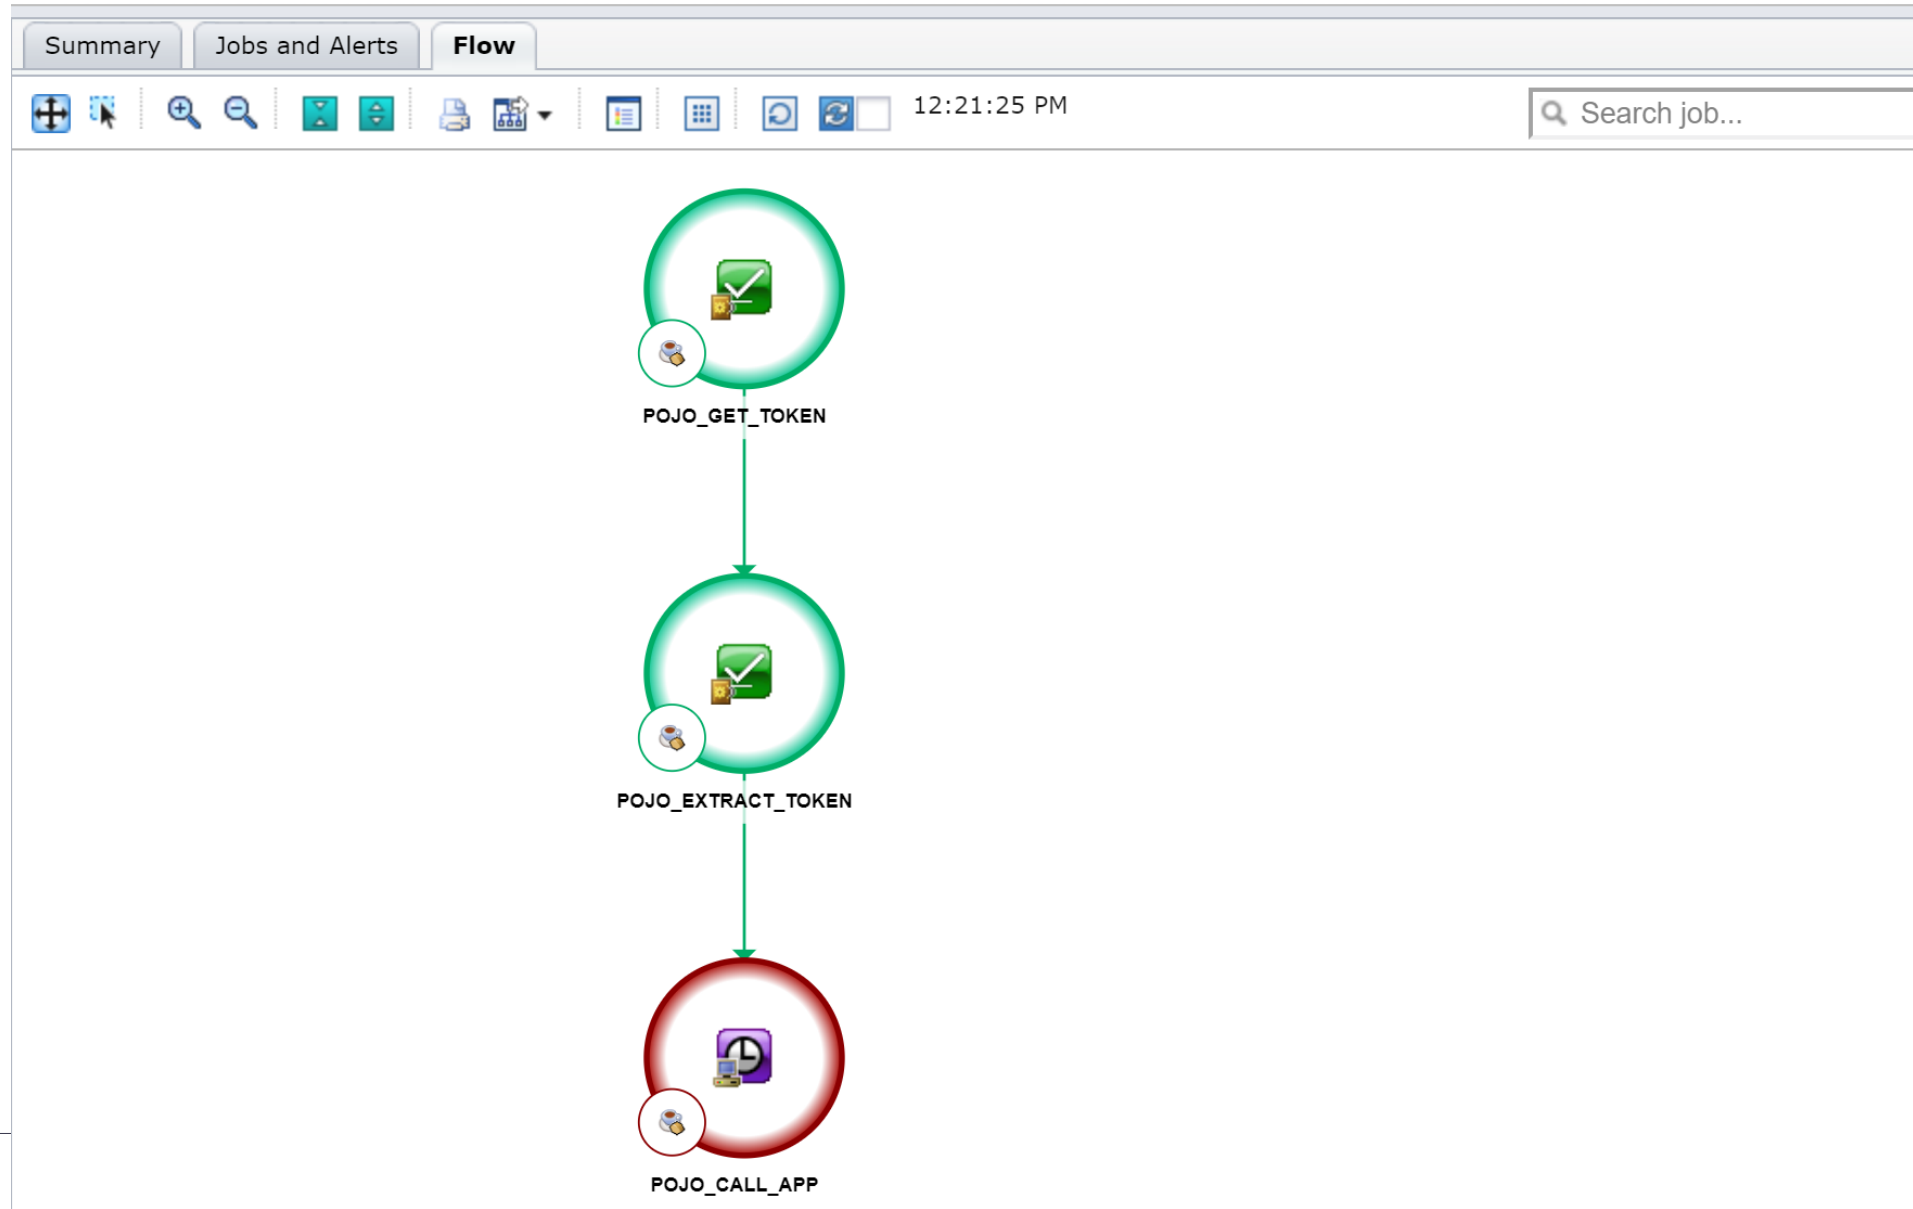 Summary Jobs and Alerts Flow
12:21:25 PM Search job...
POJO_GET_TOKEN
POJO_EXTRACT_TOKEN
POJO_CALL_APP